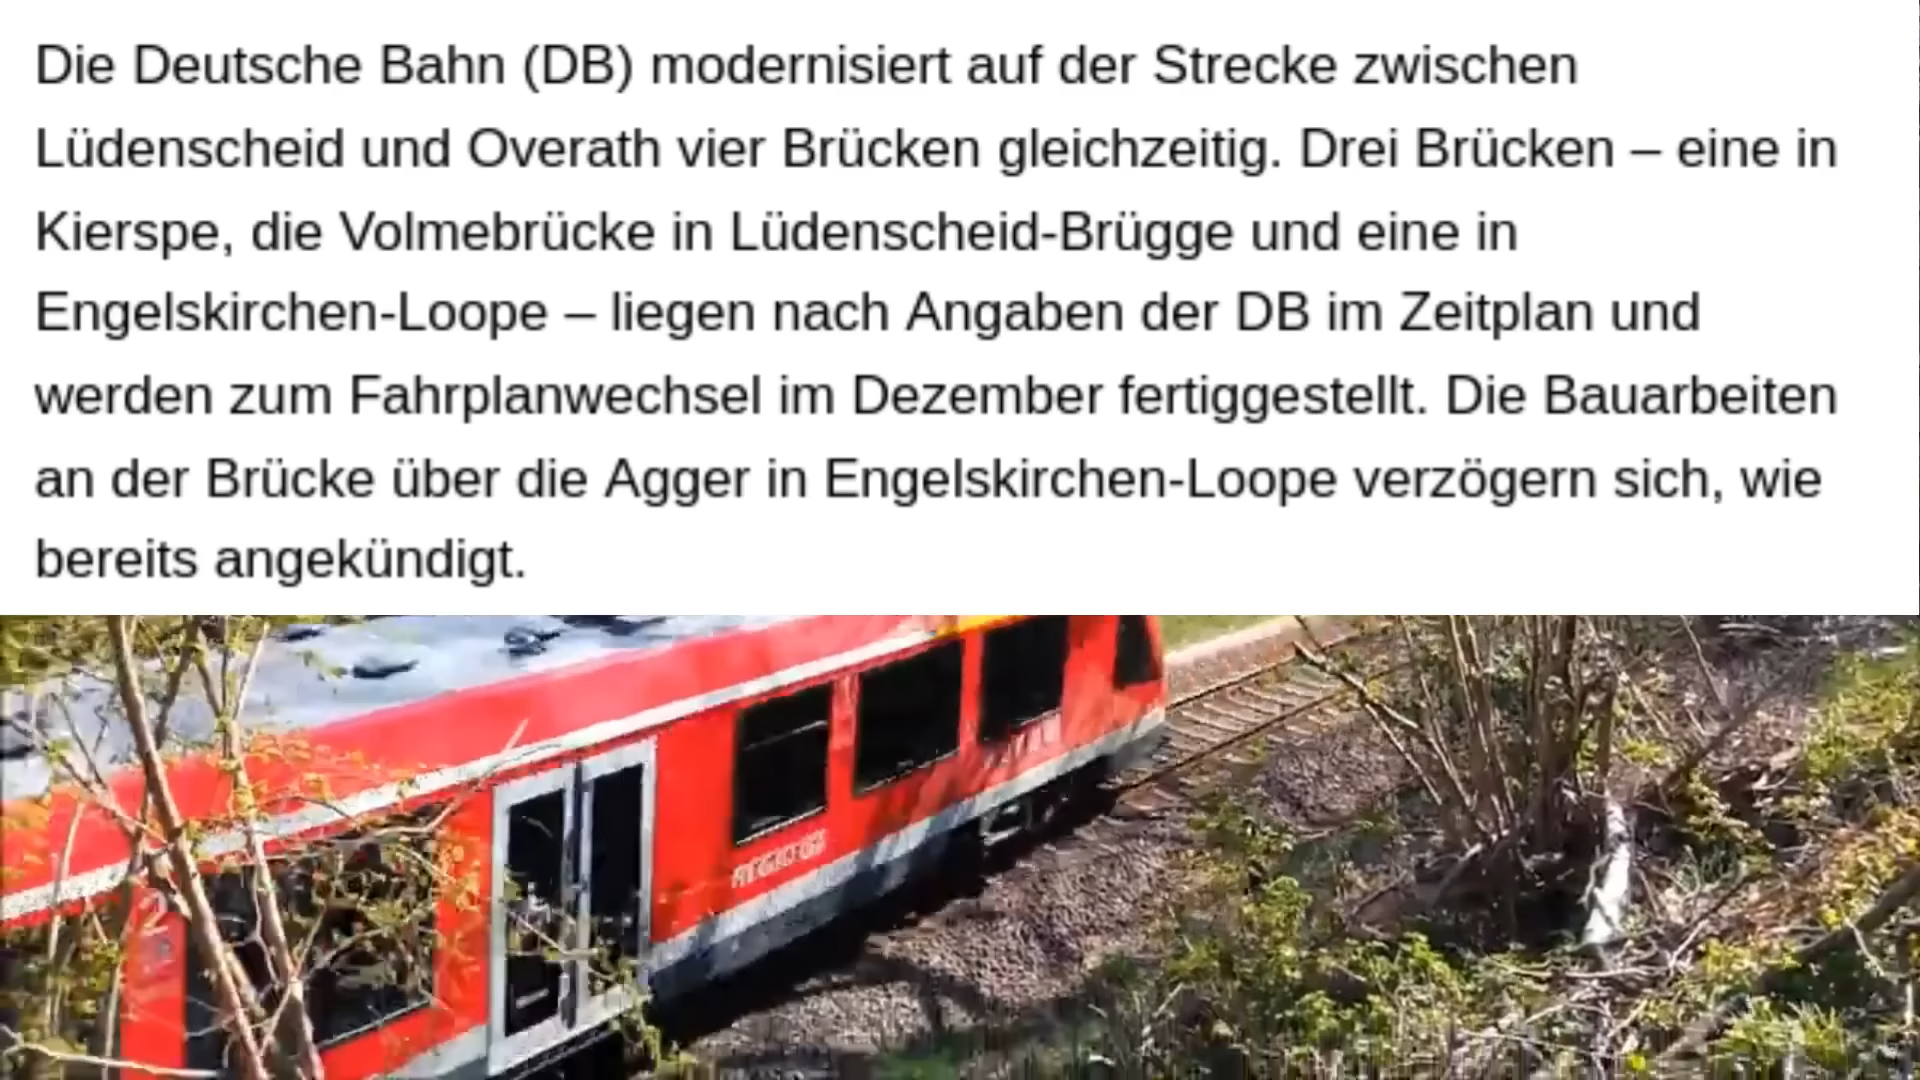 Die Deutsche Bahn (DB) modernisiert auf der Strecke zwischen
Lüdenscheid und Overath vier Brücken gleichzeitig. Drei Brücken – eine in
Kierspe, die Volmebrücke in Lüdenscheid-Brügge und eine in
Engelskirchen-Loope – liegen nach Angaben der DB im Zeitplan und
werden zum Fahrplanwechsel im Dezember fertiggestellt. Die Bauarbeiten
an der Brücke über die Agger in Engelskirchen-Loope verzögern sich, wie
bereits angekündigt.
2